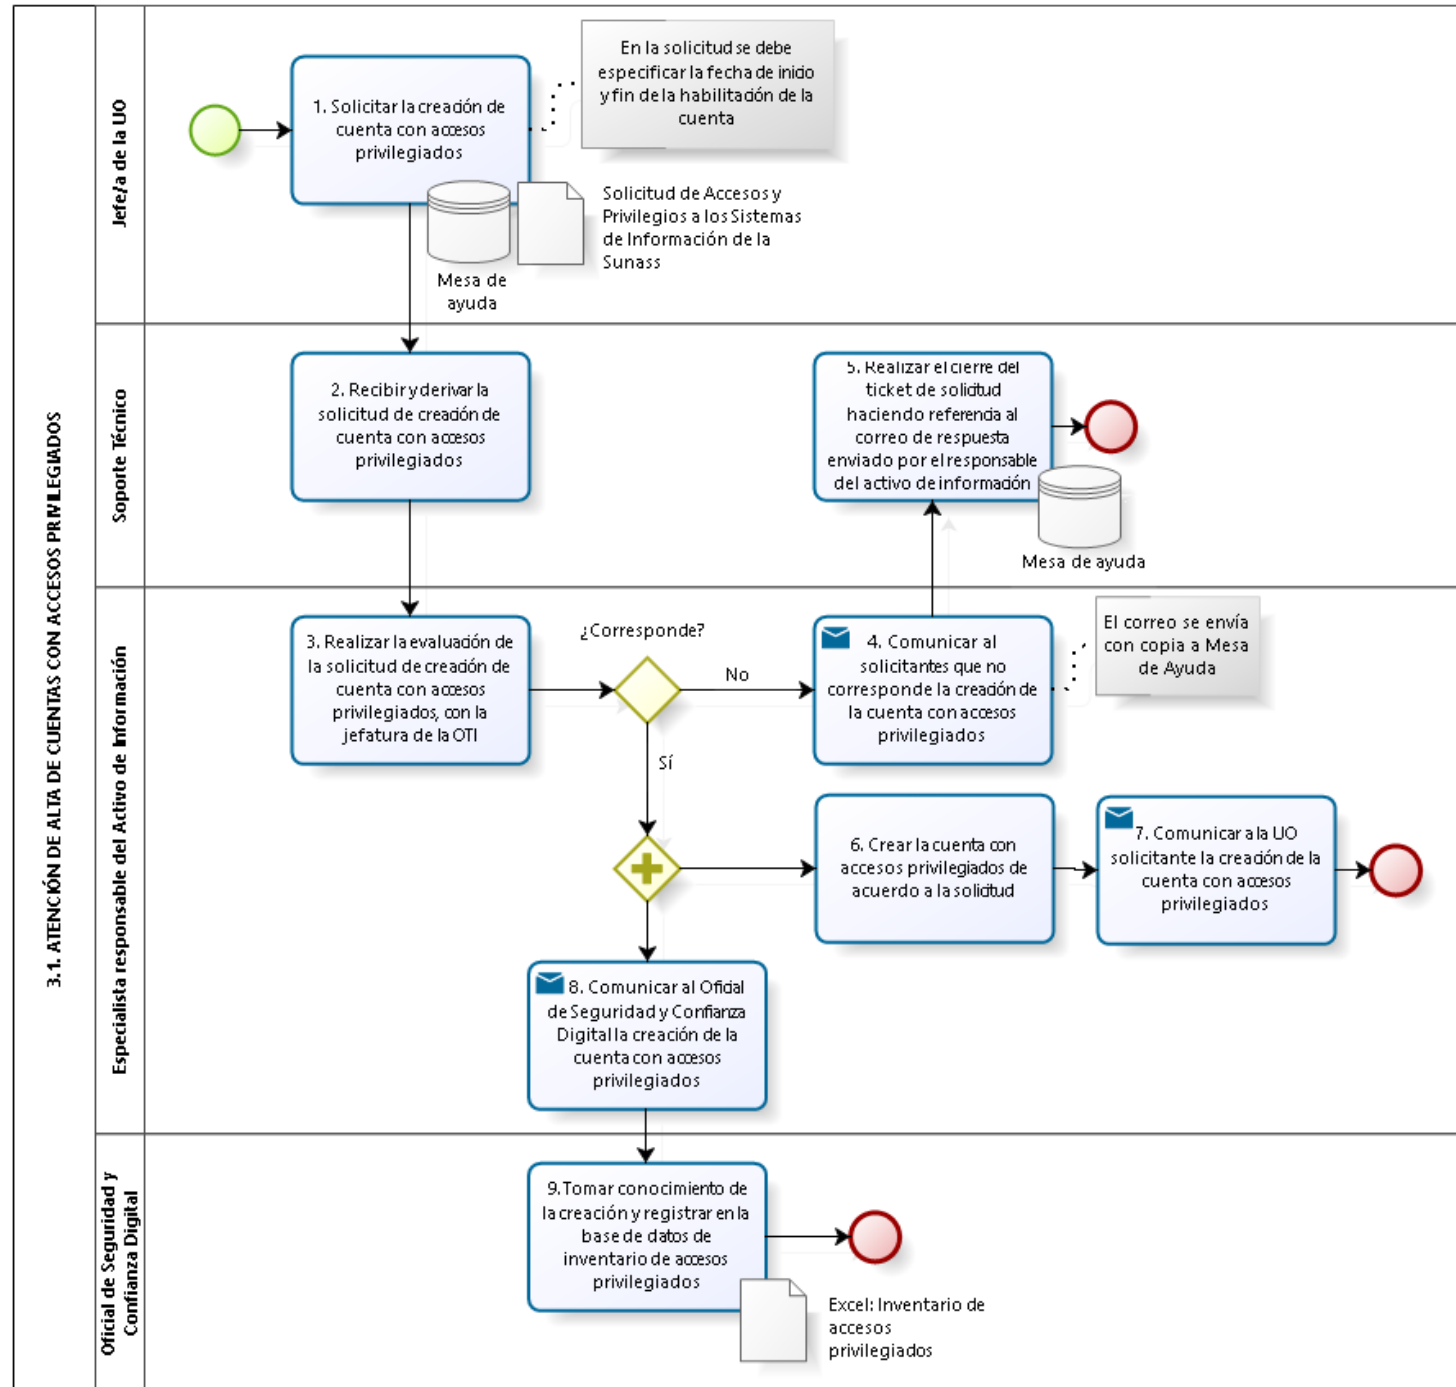 3.1. ATENCIÓN DE ALTA DE CUENTAS CON ACCESOS PRIVILEGIADOS
Jefe/a de la UO
1. Solicitar la creación de
cuenta con accesos
privilegiados
En la solicitud se debe
especificar la fecha de inicio
y fin de la habilitación de la
cuenta
Mesa de
ayuda
Solicitud de Accesos y
Privilegios a los Sistemas
de Información de la
Sunass
Soporte Técnico
2. Recibir y derivar la
solicitud de creación de
cuenta con accesos
privilegiados
5. Realizar el cierre del
ticket de solicitud
haciendo referencia al
correo de respuesta
enviado por el responsable
del activo de información
Mesa de ayuda
Especialista responsable del Activo de Información
3. Realizar la evaluación de
la solicitud de creación de
cuenta con accesos
privilegiados, con la
jefatura de la OTI
¿Corresponde?
No
Sí
4. Comunicar al
solicitantes que no
corresponde la creación de
la cuenta con accesos
privilegiados
El correo se envía
con copia a Mesa
de Ayuda
6. Crear la cuenta con
accesos privilegiados de
acuerdo a la solicitud
7. Comunicar a la UO
solicitante la creación de la
cuenta con accesos
privilegiados
8. Comunicar al Oficial
de Seguridad y Confianza
Digital la creación de la
cuenta con accesos
privilegiados
Oficial de Seguridad y
Confianza Digital
9. Tomar conocimiento de
la creación y registrar en la
base de datos de
inventario de accesos
privilegiados
Excel: Inventario de
accesos
privilegiados